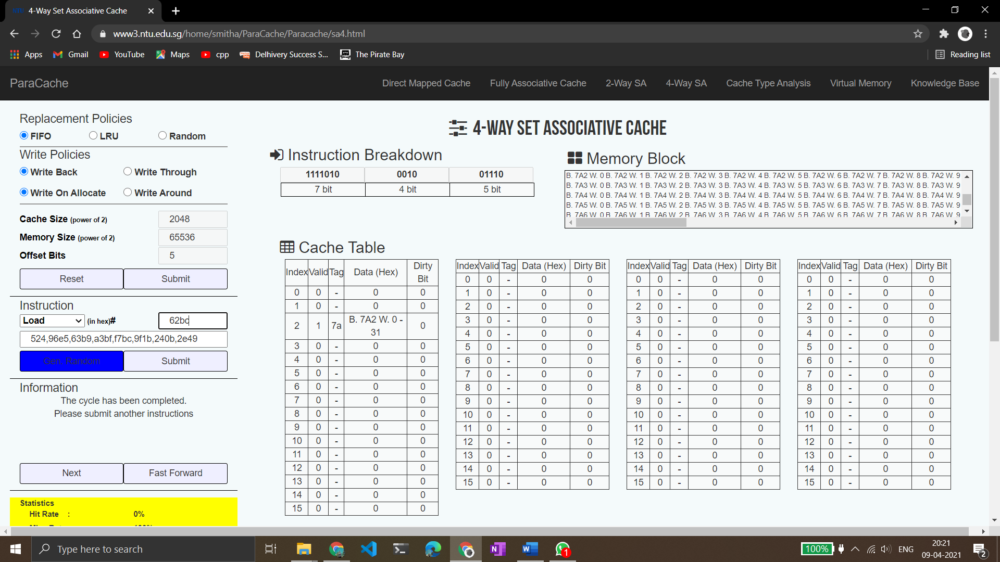 4-Way Set Associative Cache
www3.ntu.edu.sg/home/smitha/ParaCache/Paracache/sa4.html
Apps Gmail YouTube Maps cpp Delhivery Success S... The Pirate Bay Reading list
ParaCache Direct Mapped Cache Fully Associative Cache 2-Way SA 4-Way SA Cache Type Analysis Virtual Memory Knowledge Base
Replacement Policies
FIFO LRU Random
Write Policies
Write Back Write Through
Write On Allocate Write Around
Cache Size (power of 2) 2048
Memory Size (power of 2) 65536
Offset Bits 5
Reset Submit
Instruction
Load (in hex)# 62bc
524,96e5,63b9,a3bf,f7bc,9f1b,240b,2e49
Gen. Random Submit
Information
The cycle has been completed.
Please submit another instructions
Next Fast Forward
Statistics
Hit Rate : 0%
4-WAY SET ASSOCIATIVE CACHE
Instruction Breakdown
1111010 0010 01110
7 bit 4 bit 5 bit
Memory Block
B. 7A2 W. 0 B. 7A2 W. 1 B. 7A2 W. 2 B. 7A2 W. 3 B. 7A2 W. 4 B. 7A2 W. 5 B. 7A2 W. 6 B. 7A2 W. 7 B. 7A2 W. 8 B. 7A2 W. 9
B. 7A3 W. 0 B. 7A3 W. 1 B. 7A3 W. 2 B. 7A3 W. 3 B. 7A3 W. 4 B. 7A3 W. 5 B. 7A3 W. 6 B. 7A3 W. 7 B. 7A3 W. 8 B. 7A3 W. 9
B. 7A4 W. 0 B. 7A4 W. 1 B. 7A4 W. 2 B. 7A4 W. 3 B. 7A4 W. 4 B. 7A4 W. 5 B. 7A4 W. 6 B. 7A4 W. 7 B. 7A4 W. 8 B. 7A4 W. 9
B. 7A5 W. 0 B. 7A5 W. 1 B. 7A5 W. 2 B. 7A5 W. 3 B. 7A5 W. 4 B. 7A5 W. 5 B. 7A5 W. 6 B. 7A5 W. 7 B. 7A5 W. 8 B. 7A5 W. 9
B. 7A6 W. 0 B. 7A6 W. 1 B. 7A6 W. 2 B. 7A6 W. 3 B. 7A6 W. 4 B. 7A6 W. 5 B. 7A6 W. 6 B. 7A6 W. 7 B. 7A6 W. 8 B. 7A6 W. 9
Cache Table
Index Valid Tag Data (Hex) Dirty Bit
0 0 - 0 0
1 0 - 0 0
2 1 7a B. 7A2 W. 0 - 31 0
3 0 - 0 0
4 0 - 0 0
5 0 - 0 0
6 0 - 0 0
7 0 - 0 0
8 0 - 0 0
9 0 - 0 0
10 0 - 0 0
11 0 - 0 0
12 0 - 0 0
13 0 - 0 0
14 0 - 0 0
15 0 - 0 0
Index Valid Tag Data (Hex) Dirty Bit
0 0 - 0 0
1 0 - 0 0
2 0 - 0 0
3 0 - 0 0
4 0 - 0 0
5 0 - 0 0
6 0 - 0 0
7 0 - 0 0
8 0 - 0 0
9 0 - 0 0
10 0 - 0 0
11 0 - 0 0
12 0 - 0 0
13 0 - 0 0
14 0 - 0 0
15 0 - 0 0
Index Valid Tag Data (Hex) Dirty Bit
0 0 - 0 0
1 0 - 0 0
2 0 - 0 0
3 0 - 0 0
4 0 - 0 0
5 0 - 0 0
6 0 - 0 0
7 0 - 0 0
8 0 - 0 0
9 0 - 0 0
10 0 - 0 0
11 0 - 0 0
12 0 - 0 0
13 0 - 0 0
14 0 - 0 0
15 0 - 0 0
Index Valid Tag Data (Hex) Dirty Bit
0 0 - 0 0
1 0 - 0 0
2 0 - 0 0
3 0 - 0 0
4 0 - 0 0
5 0 - 0 0
6 0 - 0 0
7 0 - 0 0
8 0 - 0 0
9 0 - 0 0
10 0 - 0 0
11 0 - 0 0
12 0 - 0 0
13 0 - 0 0
14 0 - 0 0
15 0 - 0 0
Type here to search
100% ENG
20:21
09-04-2021
1
2